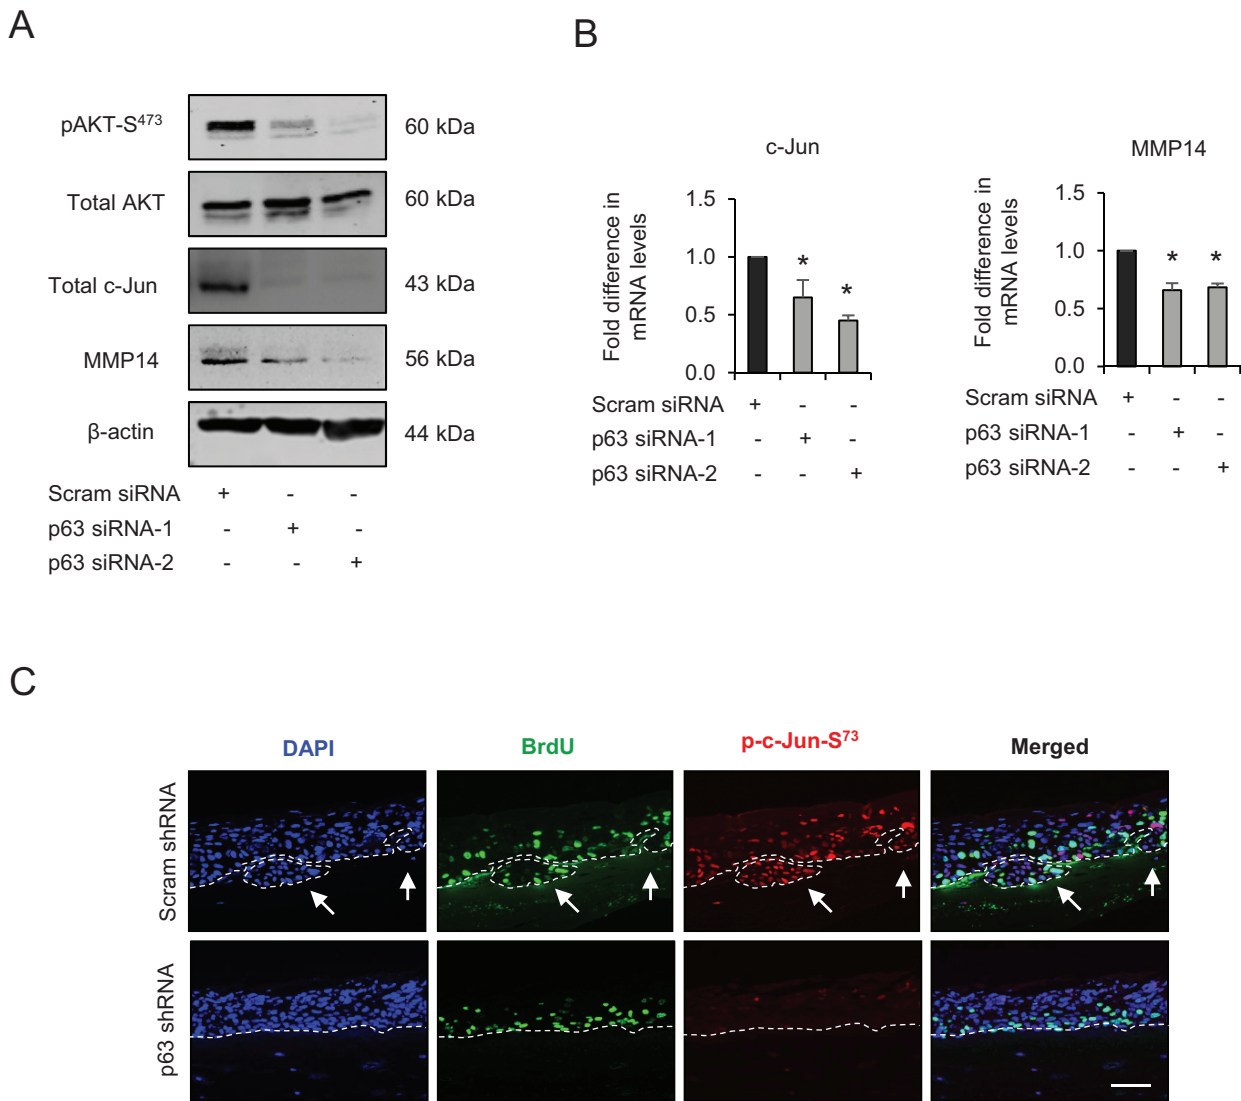 A
pAKT-S473 60 kDa
Total AKT 60 kDa
Total c-Jun 43 kDa
MMP14 56 kDa
β-actin 44 kDa
Scram siRNA + - -
p63 siRNA-1 - + -
p63 siRNA-2 - - +
B
c-Jun
Fold difference in
mRNA levels
1.5
1.0
0.5
0.0
* *
Scram siRNA + - -
p63 siRNA-1 - + -
p63 siRNA-2 - - +
MMP14
Fold difference in
mRNA levels
1.5
1.0
0.5
0.0
* *
Scram siRNA + - -
p63 siRNA-1 - + -
p63 siRNA-2 - - +
C
DAPI BrdU p-c-Jun-S73 Merged
Scram shRNA
p63 shRNA